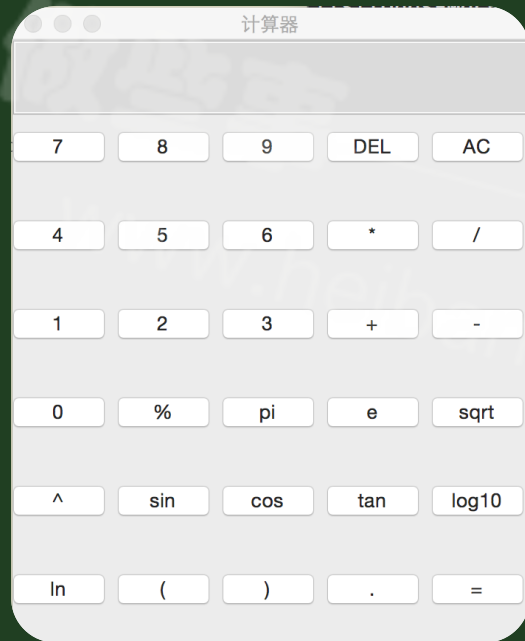 计算器
7 8 9 DEL AC
4 5 6 * /
1 2 3 + -
0 % pi e sqrt
^ sin cos tan log10
ln ( ) . =